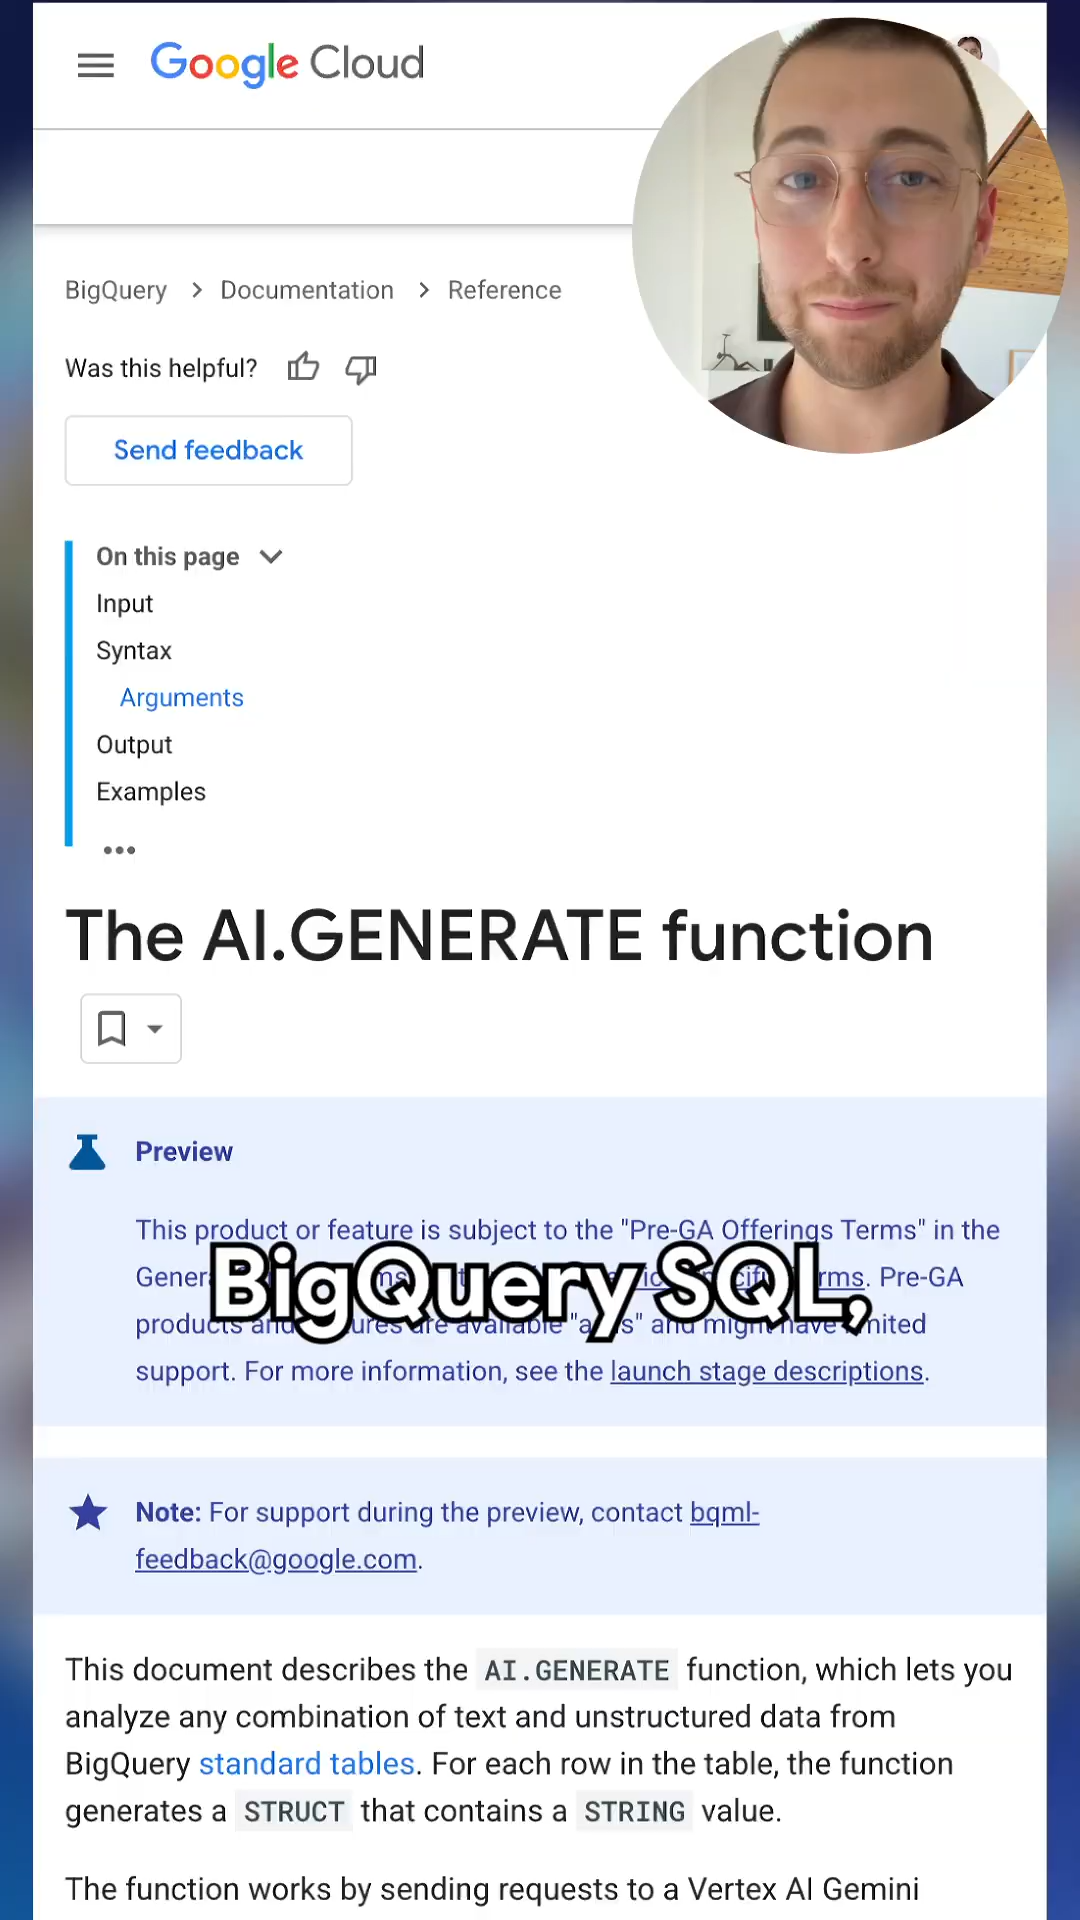 Google Cloud
BigQuery > Documentation > Reference
Was this helpful?
Send feedback
On this page
Input
Syntax
Arguments
Output
Examples
The AI.GENERATE function
Preview
This product or feature is subject to the "Pre-GA Offerings Terms" in the
BigQuery SQL,
. Pre-GA
products
support. For more information, see the launch stage descriptions.
Note: For support during the preview, contact bqml-
feedback@google.com.
This document describes the AI.GENERATE function, which lets you
analyze any combination of text and unstructured data from
BigQuery standard tables. For each row in the table, the function
generates a STRUCT that contains a STRING value.
The function works by sending requests to a Vertex AI Gemini